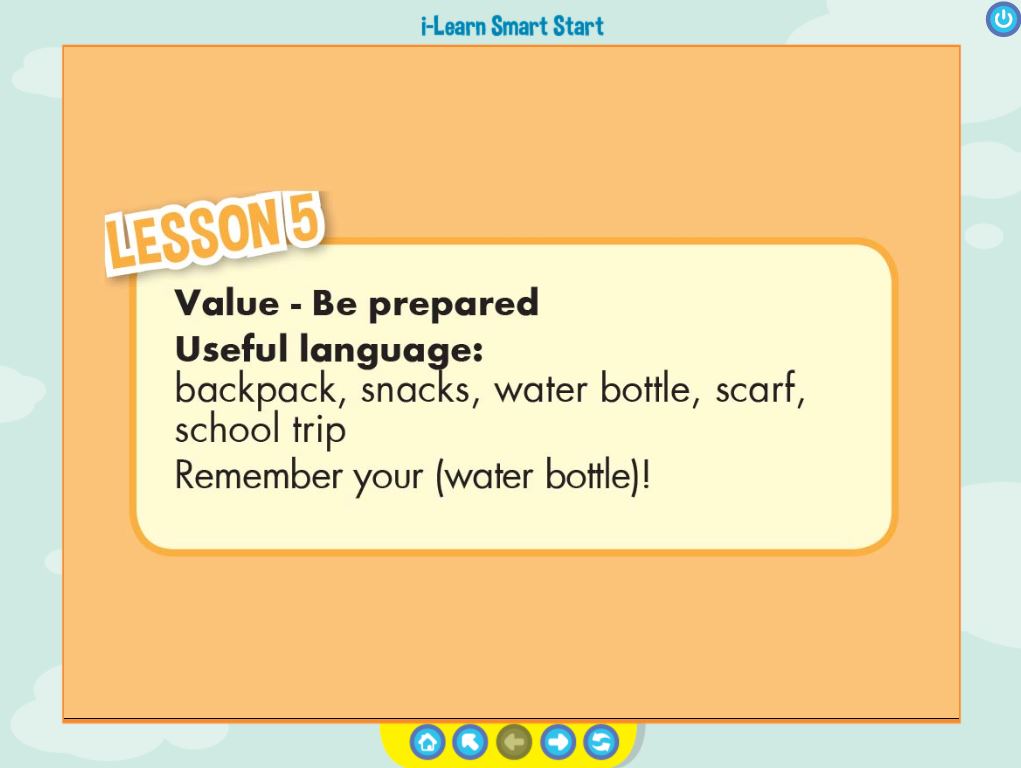 i-Learn Smart Start
LESSON 5
Value - Be prepared
Useful language:
backpack, snacks, water bottle, scarf,
school trip
Remember your (water bottle)!